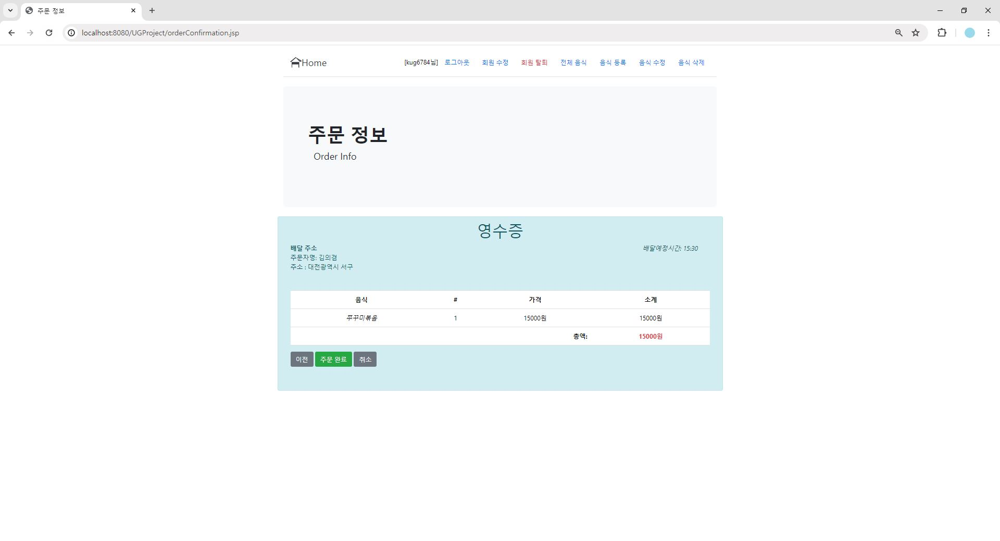 주문 정보
localhost:8080/UGProject/orderConfirmation.jsp
Home [kug6784님] 로그아웃 회원 수정 회원 탈퇴 전체 음식 음식 등록 음식 수정 음식 삭제
주문 정보
Order Info
영수증
배달 주소 배달예정시간: 15:30
주문자명: 김의겸
주소 : 대전광역시 서구
음식 # 가격 소계
쭈꾸미볶음 1 15000원 15000원
총액: 15000원
이전 주문 완료 취소